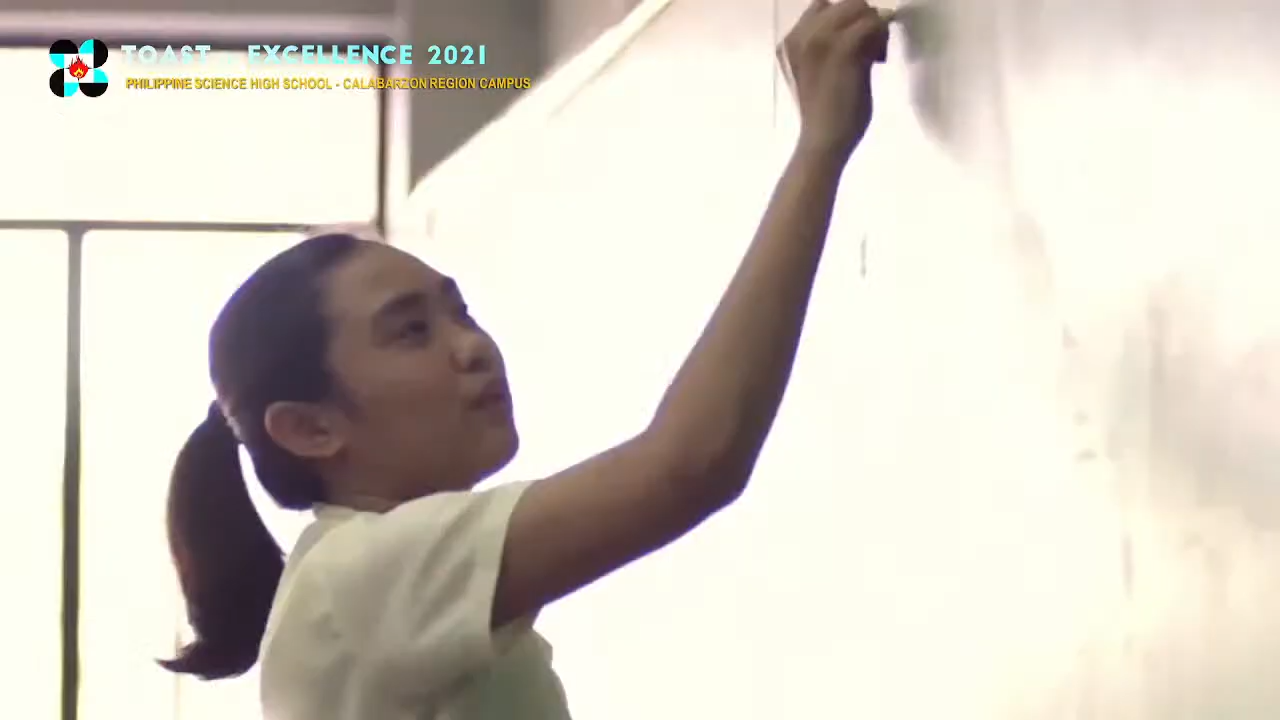 TOAST EXCELLENCE 2021
PHILIPPINE SCIENCE HIGH SCHOOL - CALABARZON REGION CAMPUS